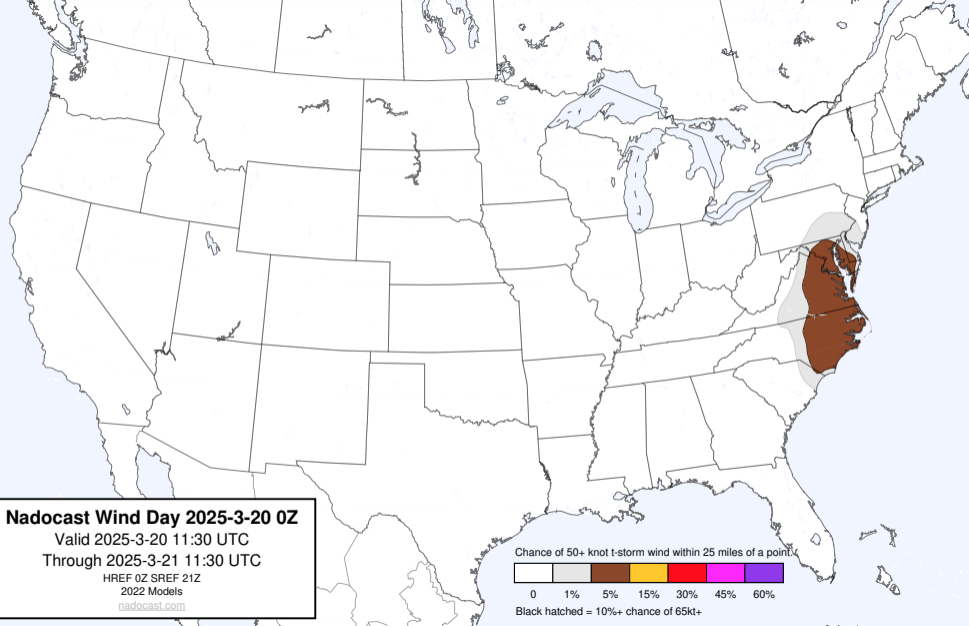 Nadocast Wind Day 2025-3-20 0Z
Valid 2025-3-20 11:30 UTC
Through 2025-3-21 11:30 UTC
HREF 0Z SREF 21Z
2022 Models
nadocast.com
Chance of 50+ knot t-storm wind within 25 miles of a point.
0 1% 5% 15% 30% 45% 60%
Black hatched = 10%+ chance of 65kt+